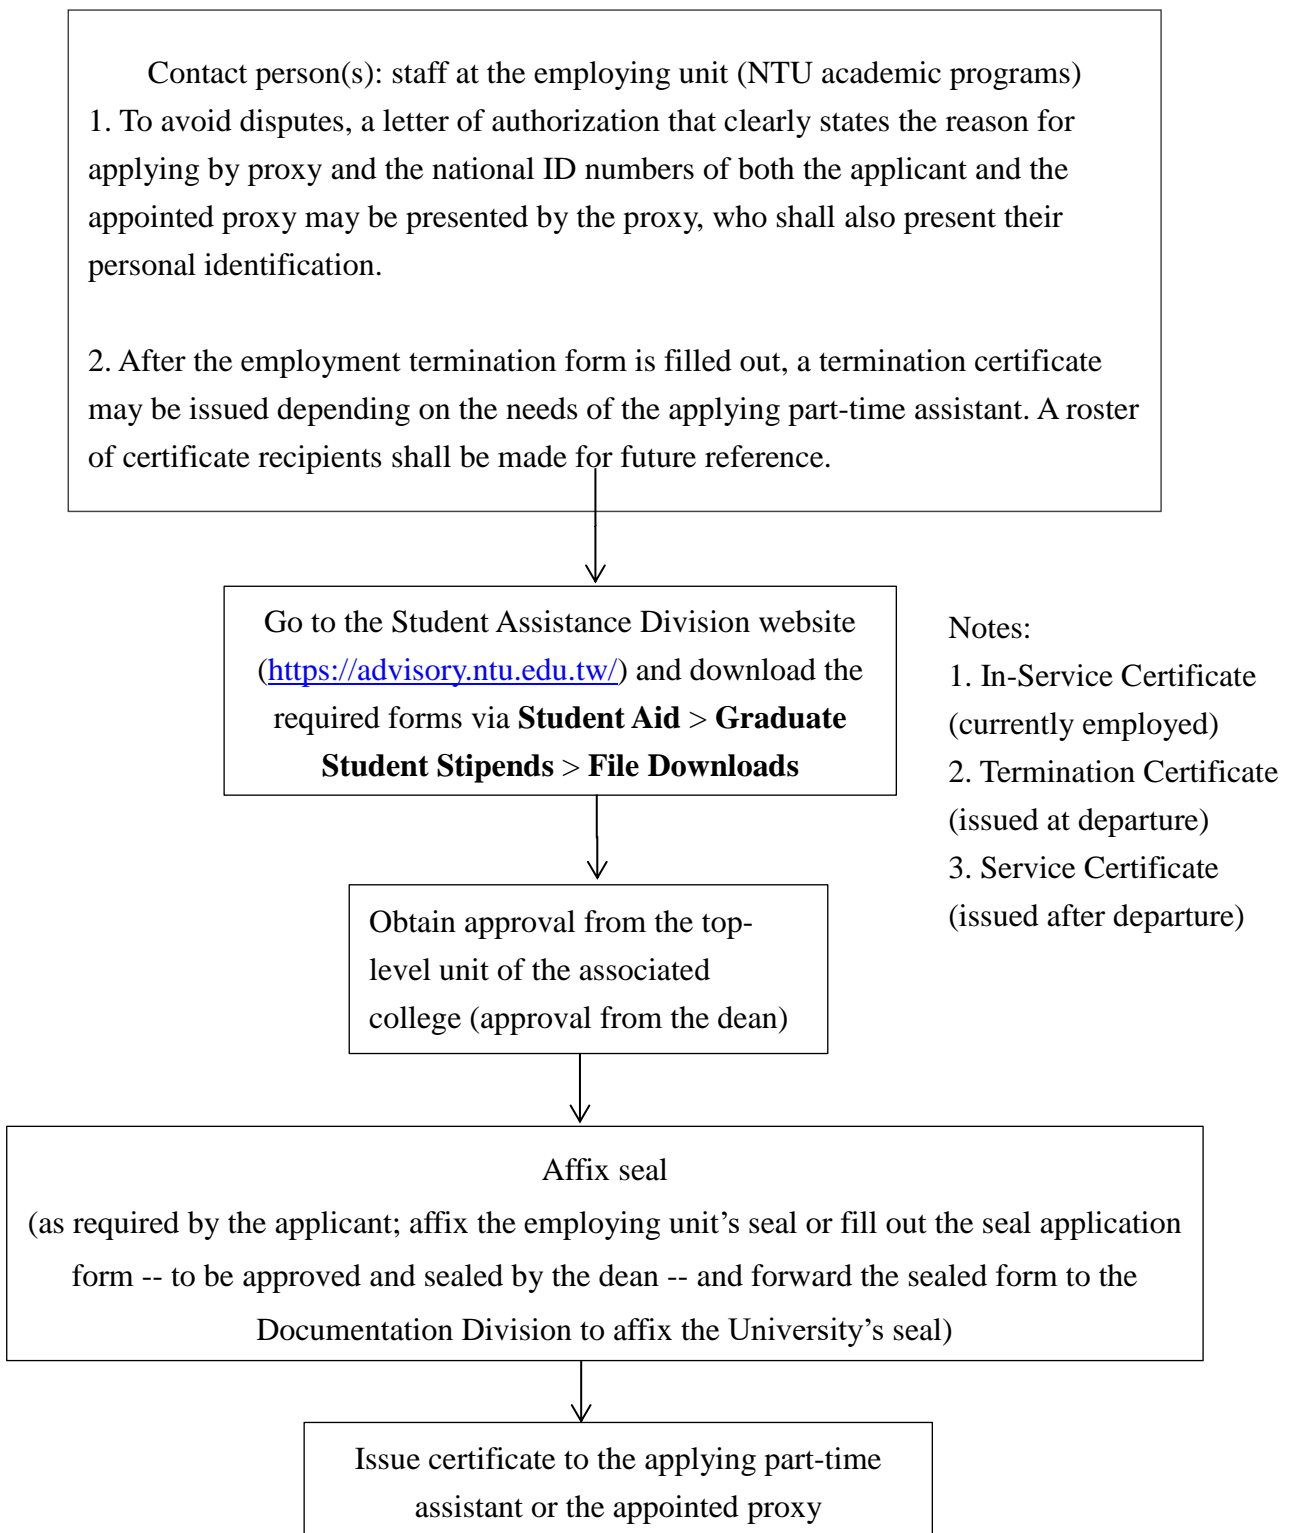 Contact person(s): staff at the employing unit (NTU academic programs)
1. To avoid disputes, a letter of authorization that clearly states the reason for
applying by proxy and the national ID numbers of both the applicant and the
appointed proxy may be presented by the proxy, who shall also present their
personal identification.
2. After the employment termination form is filled out, a termination certificate
may be issued depending on the needs of the applying part-time assistant. A roster
of certificate recipients shall be made for future reference.
Go to the Student Assistance Division website
(https://advisory.ntu.edu.tw/) and download the
required forms via Student Aid > Graduate
Student Stipends > File Downloads
Notes:
1. In-Service Certificate
(currently employed)
2. Termination Certificate
(issued at departure)
3. Service Certificate
(issued after departure)
Obtain approval from the top-
level unit of the associated
college (approval from the dean)
Affix seal
(as required by the applicant; affix the employing unit’s seal or fill out the seal application
form -- to be approved and sealed by the dean -- and forward the sealed form to the
Documentation Division to affix the University’s seal)
Issue certificate to the applying part-time
assistant or the appointed proxy